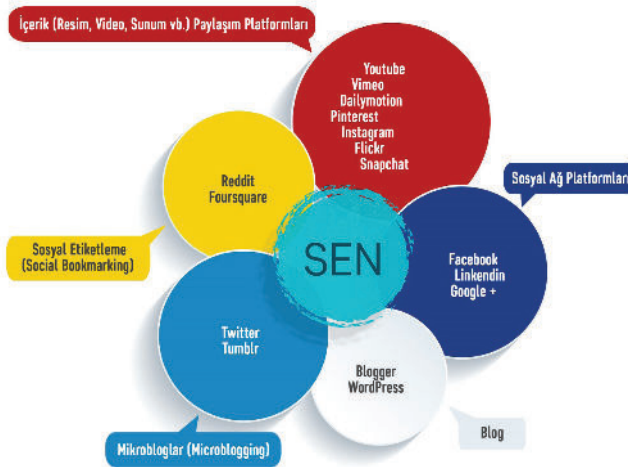 İçerik (Resim, Video, Sunum vb.) Paylaşım Platformları
Youtube
Vimeo
Dailymotion
Pinterest
Instagram
Flickr
Snapchat
Reddit
Foursquare
Sosyal Ağ Platformları
Sosyal Etiketleme
(Social Bookmarking)
SEN
Facebook
Linkendin
Google +
Twitter
Tumblr
Blogger
WordPress
Mikrobloglar (Microblogging)
Blog